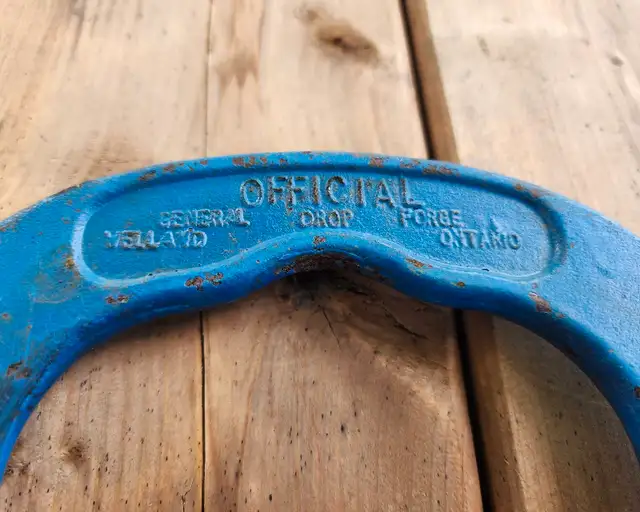 OFFICIAL
GENERAL DROP FORGE
WELLAND ONTARIO